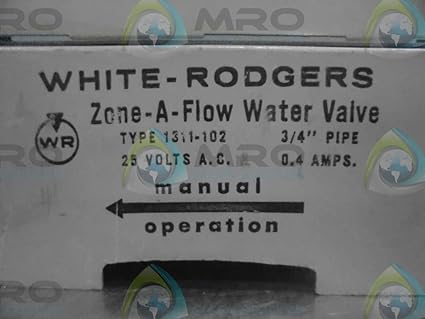 MRO
WHITE-RODGERS
Zone-A-Flow Water Valve
WR
TYPE 1311-102 3/4" PIPE
25 VOLTS A.C. 0.4 AMPS.
manual
operation